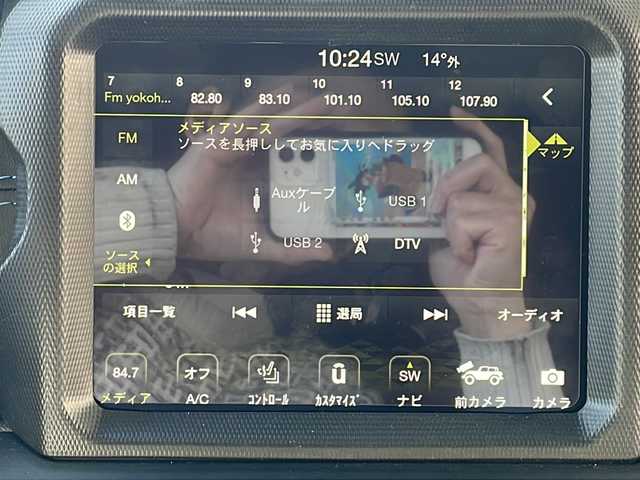 10:24 SW 14°外
7 8 9 10 11 12
Fm yokoh... 82.80 83.10 101.10 105.10 107.90
メディアソース
ソースを長押ししてお気に入りへドラッグ
FM
マップ
AM
Auxケーブル
USB 1
USB 2
DTV
ソース
の選択
項目一覧 選局 オーディオ
84.7 オフ SW
メディア A/C コントロール カスタマイズ ナビ 前カメラ カメラ